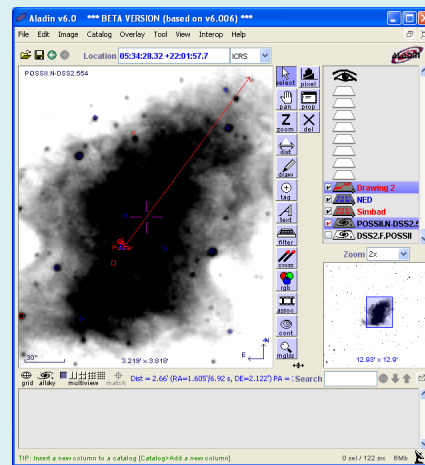 Aladin v6.0 *** BETA VERSION (based on v6.006) ***
File Edit Image Catalog Overlay Tool View Interop Help
Location 05:34:28.32 +22:01:57.7 ICRS Aladin
POSSII.N-DSS2.554
select pixel
pan prop
zoom del
dist
draw
tag
text
filter
cross
rgb
assoc
cont
mglss
Drawing 2
NED
Simbad
POSSII.N-DSS2.5
DSS2.F.POSSII
Zoom 2x
30"
3.219' x 3.818'
N
E
12.93' x 12.9'
grid allsky multiview match Dist = 2.66' (RA=1.605'/6.92 s, DE=2.122') PA = Search
TIP: Insert a new column to a catalog [Catalog>Add a new column] 0 sel / 122 src 6Mb